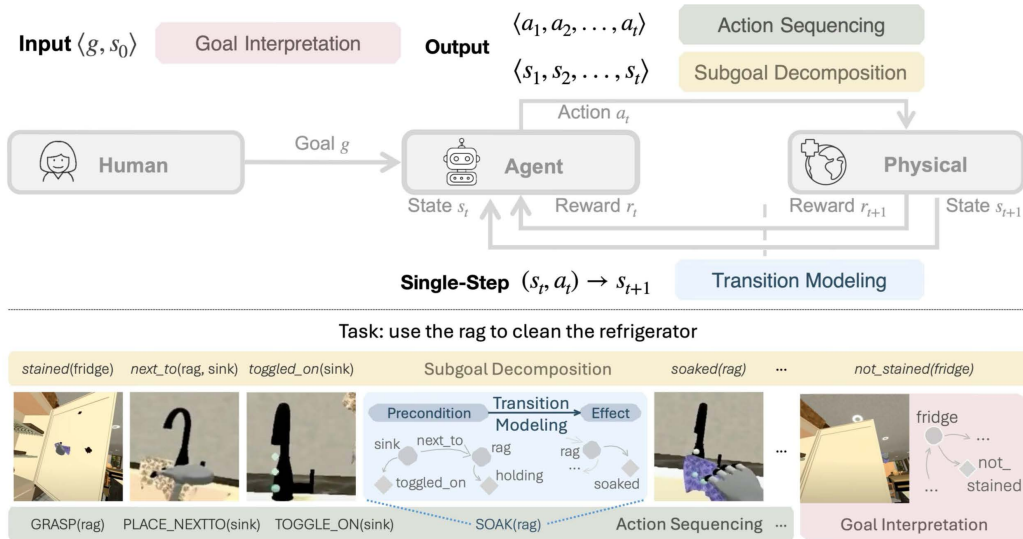 Input ⟨g, s₀⟩ Goal Interpretation
Output ⟨a₁, a₂, . . . , aₜ⟩ Action Sequencing
⟨s₁, s₂, . . . , sₜ⟩ Subgoal Decomposition
Action aₜ
Human
Goal g
Agent
Physical
State sₜ Reward rₜ
Reward rₜ₊₁ State sₜ₊₁
Single-Step (sₜ, aₜ) → sₜ₊₁ Transition Modeling
Task: use the rag to clean the refrigerator
stained(fridge) next_to(rag, sink) toggled_on(sink) Subgoal Decomposition soaked(rag) ... not_stained(fridge)
Precondition Transition Modeling Effect
sink next_to rag
toggled_on holding
rag
...
soaked
...
fridge
...
...
not_
stained
GRASP(rag) PLACE_NEXTTO(sink) TOGGLE_ON(sink) SOAK(rag) Action Sequencing ... Goal Interpretation